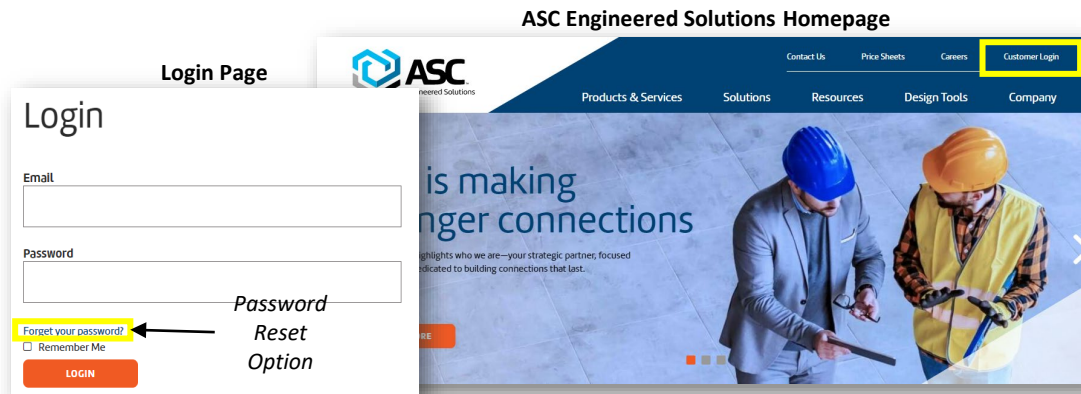 ASC Engineered Solutions Homepage
Contact Us Price Sheets Careers Customer Login
ASC
neered Solutions
Products & Services Solutions Resources Design Tools Company
is making
nger connections
ghlights who we are—your strategic partner, focused
edicated to building connections that last.
RE
Login Page
Login
Email
Password
Forget your password?
Remember Me
LOGIN
Password
Reset
Option